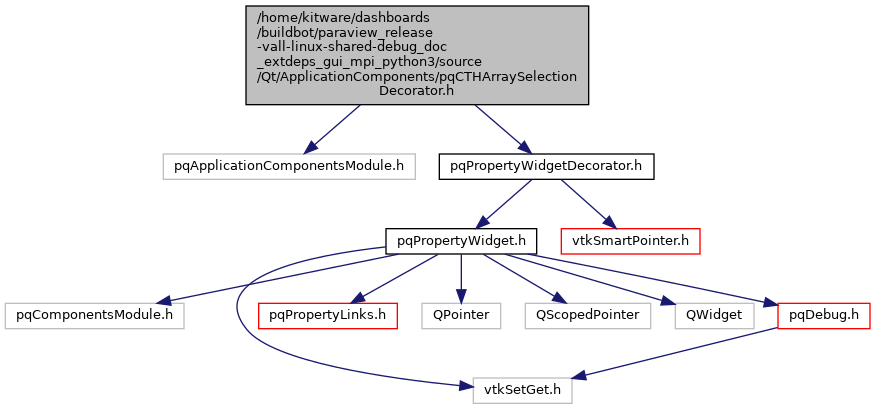 /home/kitware/dashboards
/buildbot/paraview_release
-vall-linux-shared-debug_doc
_extdeps_gui_mpi_python3/source
/Qt/ApplicationComponents/pqCTHArraySelection
Decorator.h
pqApplicationComponentsModule.h
pqPropertyWidgetDecorator.h
pqPropertyWidget.h
vtkSmartPointer.h
pqComponentsModule.h
pqPropertyLinks.h
QPointer
QScopedPointer
QWidget
pqDebug.h
vtkSetGet.h